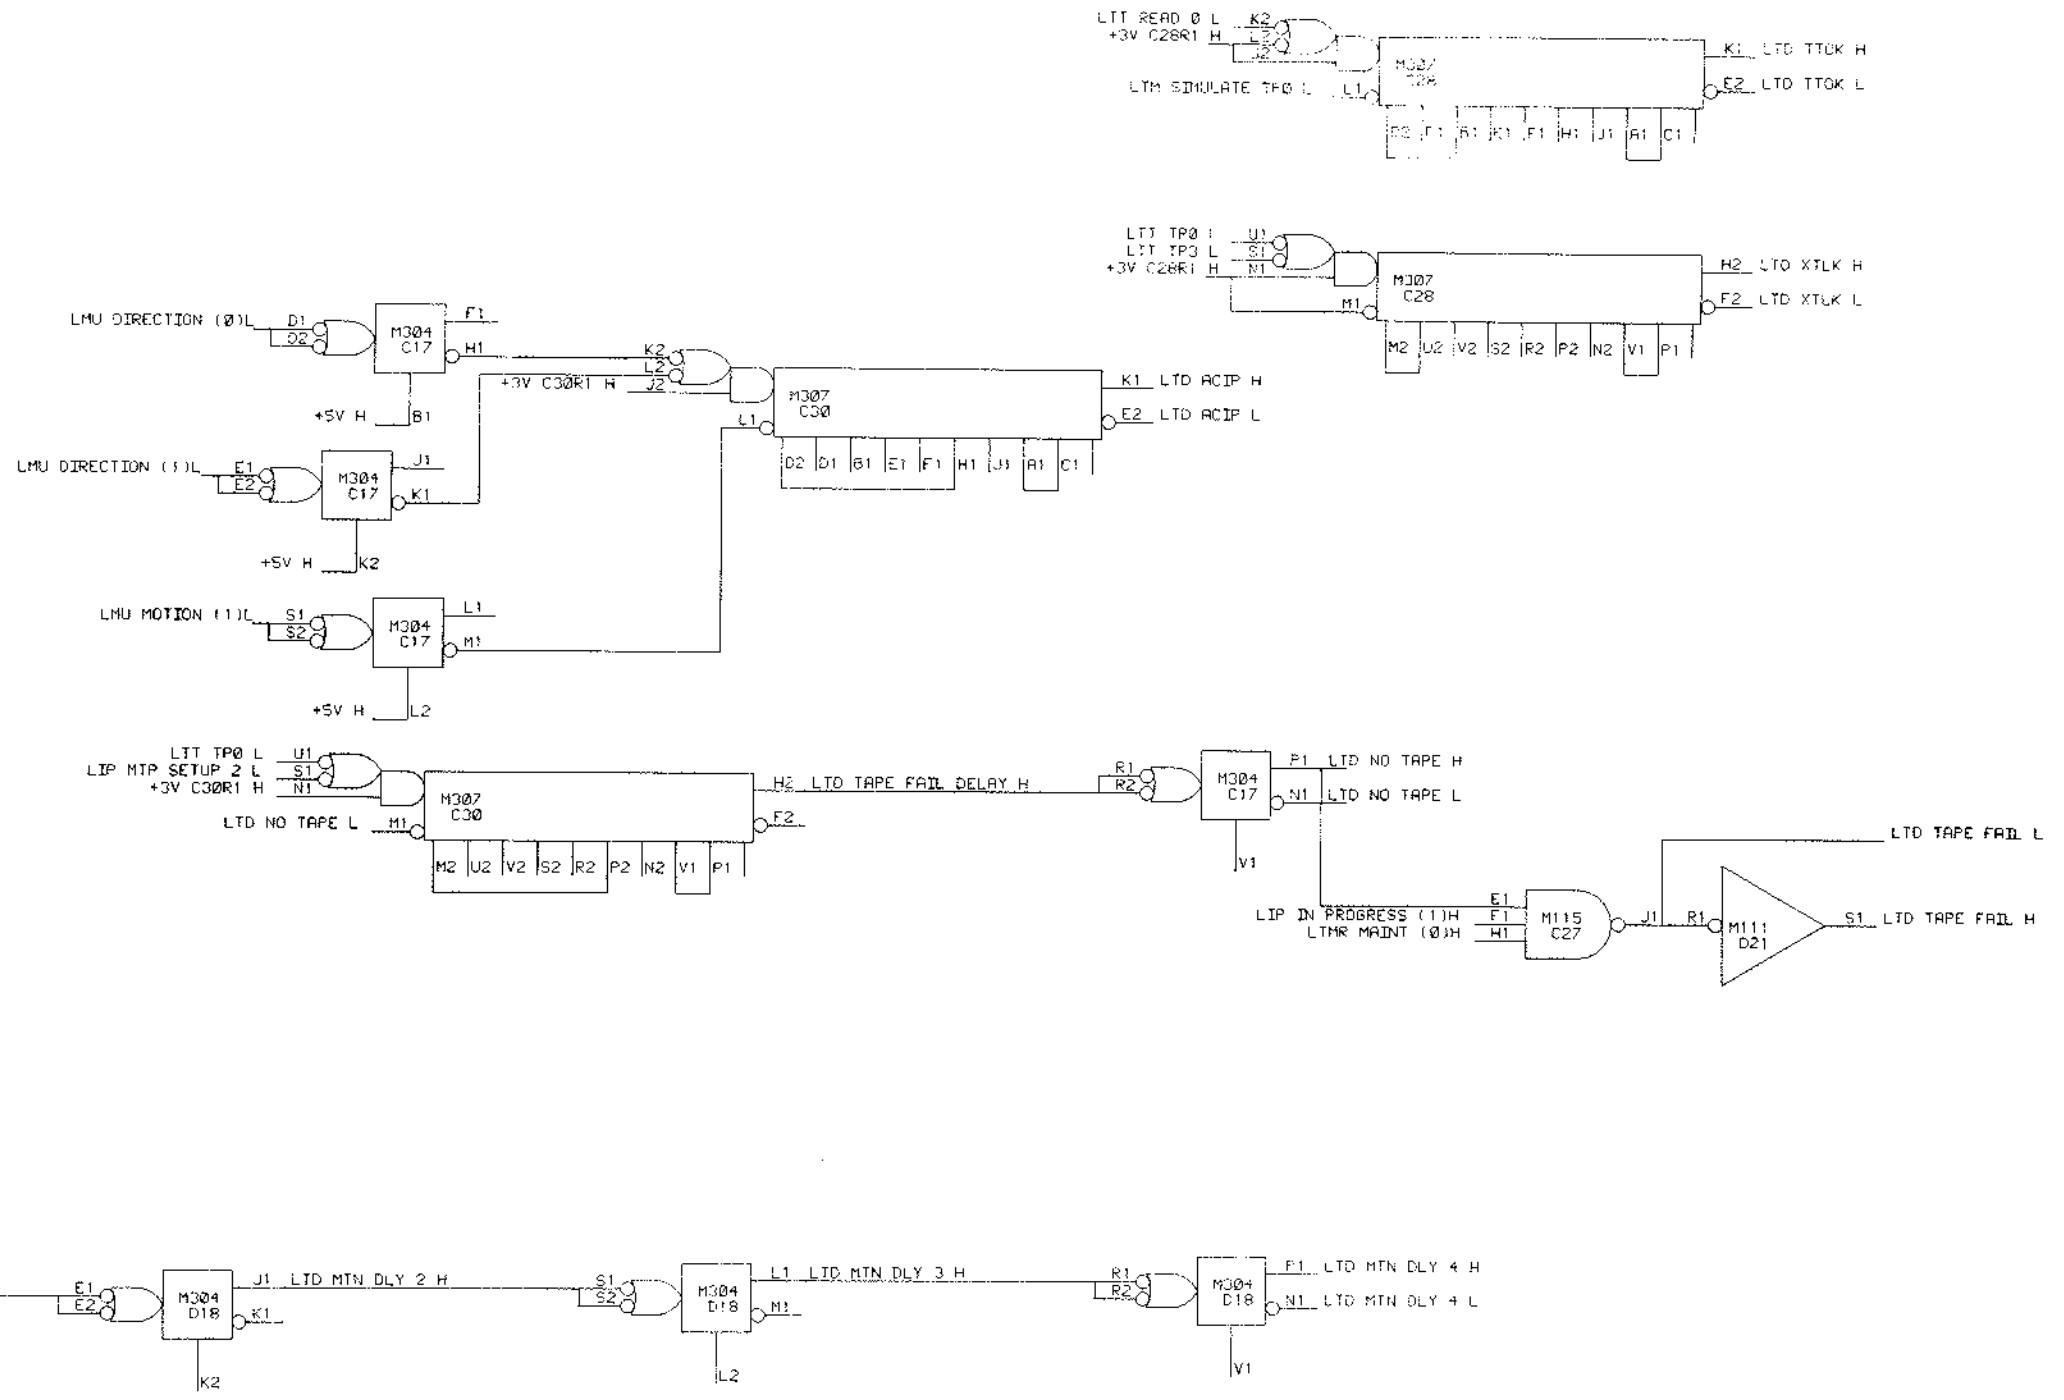 LTT READ 0 L K2
+3V C28R1 H L2
J2
M307
C28
K1 LTD TTOK H
LTM SIMULATE TP0 L L1
E2 LTD TTOK L
D2 D1 B1 E1 F1 H1 J1 A1 C1
LTT TP0 L U1
LTT TP3 L S1
+3V C28R1 H N1
M307
C28
H2 LTD XTLK H
M1
F2 LTD XTLK L
M2 U2 V2 S2 R2 P2 N2 V1 P1
LMU DIRECTION (0)L D1
D2
M304
C17
F1
H1
+5V H B1
K2
L2
+3V C30R1 H J2
M307
C30
K1 LTD ACIP H
L1
E2 LTD ACIP L
D2 D1 B1 E1 F1 H1 J1 A1 C1
LMU DIRECTION (1)L E1
E2
M304
C17
J1
K1
+5V H K2
LMU MOTION (1)L S1
S2
M304
C17
L1
M1
+5V H L2
LTT TP0 L U1
LIP MTP SETUP 2 L S1
+3V C30R1 H N1
LTD NO TAPE L M1
M307
C30
H2 LTD TAPE FAIL DELAY H
F2
M2 U2 V2 S2 R2 P2 N2 V1 P1
R1
R2
M304
C17
P1 LTD NO TAPE H
N1 LTD NO TAPE L
V1
LTD TAPE FAIL L
E1
LIP IN PROGRESS (1)H F1
LTMR MAINT (0)H H1
M115
C27
J1
R1
M111
D21
S1 LTD TAPE FAIL H
E1
E2
M304
D18
J1 LTD MTN DLY 2 H
K1
K2
S1
S2
M304
D18
L1 LTD MTN DLY 3 H
M1
L2
R1
R2
M304
D18
P1 LTD MTN DLY 4 H
N1 LTD MTN DLY 4 L
V1